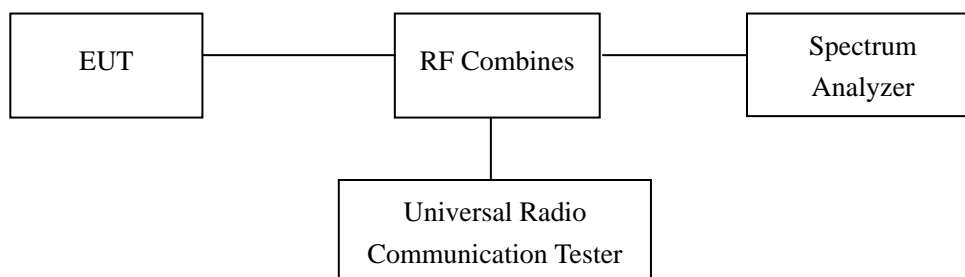 EUT
RF Combines
Spectrum
Analyzer
Universal Radio
Communication Tester